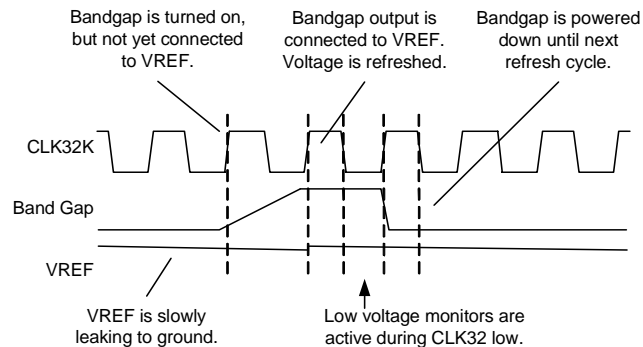 Bandgap is turned on,
but not yet connected
to VREF.
Bandgap output is
connected to VREF.
Voltage is refreshed.
Bandgap is powered
down until next
refresh cycle.
CLK32K
Band Gap
VREF
VREF is slowly
leaking to ground.
Low voltage monitors are
active during CLK32 low.